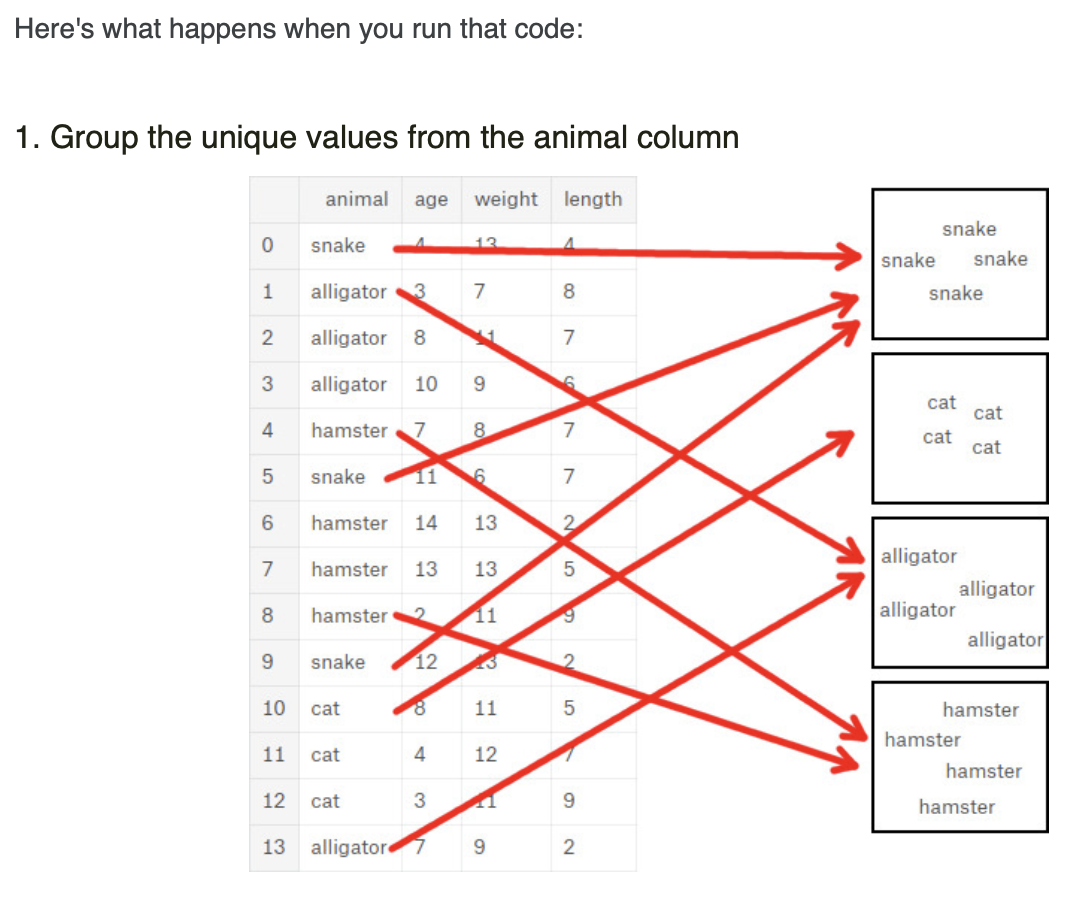 Here's what happens when you run that code:
1. Group the unique values from the animal column
animal age weight length
0 snake 4 13 4
1 alligator 3 7 8
2 alligator 8 11 7
3 alligator 10 9 6
4 hamster 7 8 7
5 snake 11 6 7
6 hamster 14 13 2
7 hamster 13 13 5
8 hamster 2 11 9
9 snake 12 13 2
10 cat 8 11 5
11 cat 4 12 7
12 cat 3 11 9
13 alligator 7 9 2
snake
snake snake
snake
cat
cat
cat
cat
alligator
alligator
alligator
alligator
hamster
hamster
hamster
hamster